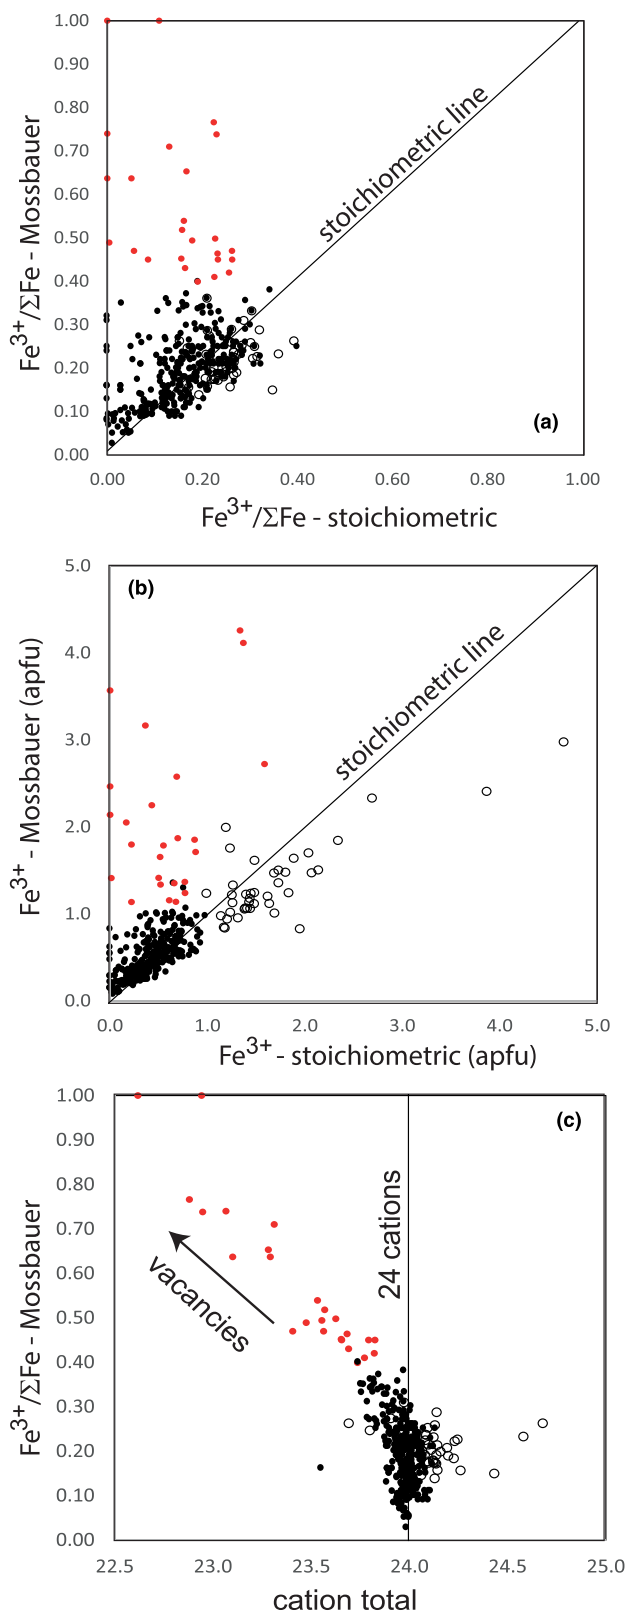 1.00
0.90
0.80
0.70
0.60
0.50
0.40
0.30
0.20
0.10
0.00
Fe3+/ΣFe - Mossbauer
stoichiometric line
(a)
0.00 0.20 0.40 0.60 0.80 1.00
Fe3+/ΣFe - stoichiometric
5.0
4.0
3.0
2.0
1.0
0.0
Fe3+ - Mossbauer (apfu)
(b)
stoichiometric line
0.0 1.0 2.0 3.0 4.0 5.0
Fe3+ - stoichiometric (apfu)
1.00
0.90
0.80
0.70
0.60
0.50
0.40
0.30
0.20
0.10
0.00
Fe3+/ΣFe - Mossbauer
(c)
24 cations
vacancies
22.5 23.0 23.5 24.0 24.5 25.0
cation total